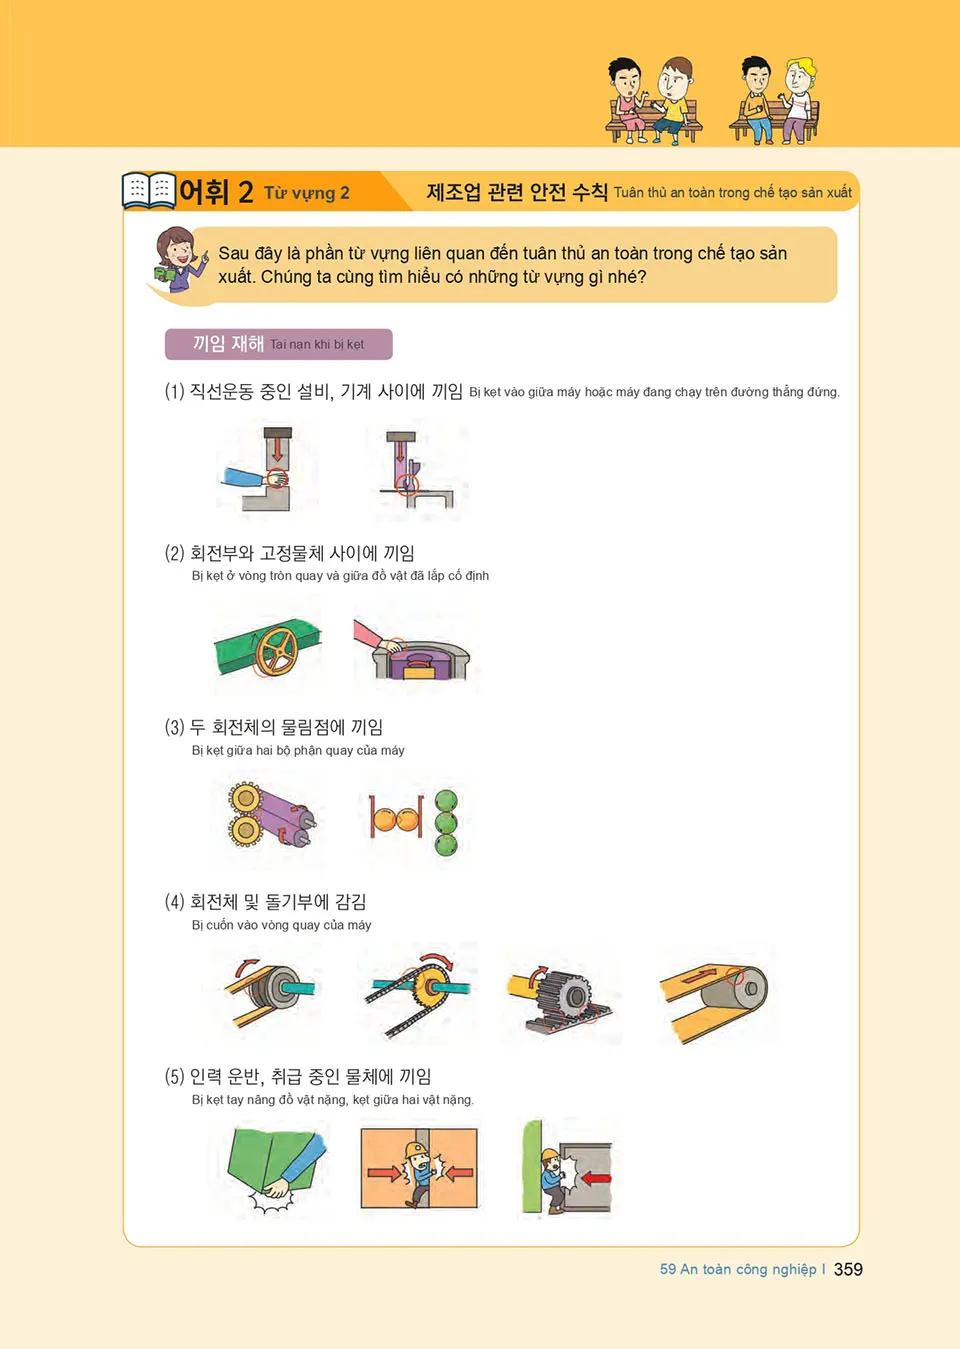 어휘 2 Từ vựng 2 제조업 관련 안전 수칙 Tuân thủ an toàn trong chế tạo sản xuất
Sau đây là phần từ vựng liên quan đến tuân thủ an toàn trong chế tạo sản
xuất. Chúng ta cùng tìm hiểu có những từ vựng gì nhé?
끼임 재해 Tai nạn khi bị kẹt
(1) 직선운동 중인 설비, 기계 사이에 끼임 Bị kẹt vào giữa máy hoặc máy đang chạy trên đường thẳng đứng.
(2) 회전부와 고정물체 사이에 끼임
Bị kẹt ở vòng tròn quay và giữa đồ vật đã lắp cố định
(3) 두 회전체의 물림점에 끼임
Bị kẹt giữa hai bộ phận quay của máy
(4) 회전체 및 돌기부에 감김
Bị cuốn vào vòng quay của máy
(5) 인력 운반, 취급 중인 물체에 끼임
Bị kẹt tay nâng đồ vật nặng, kẹt giữa hai vật nặng.
59 An toàn công nghiệp I 359